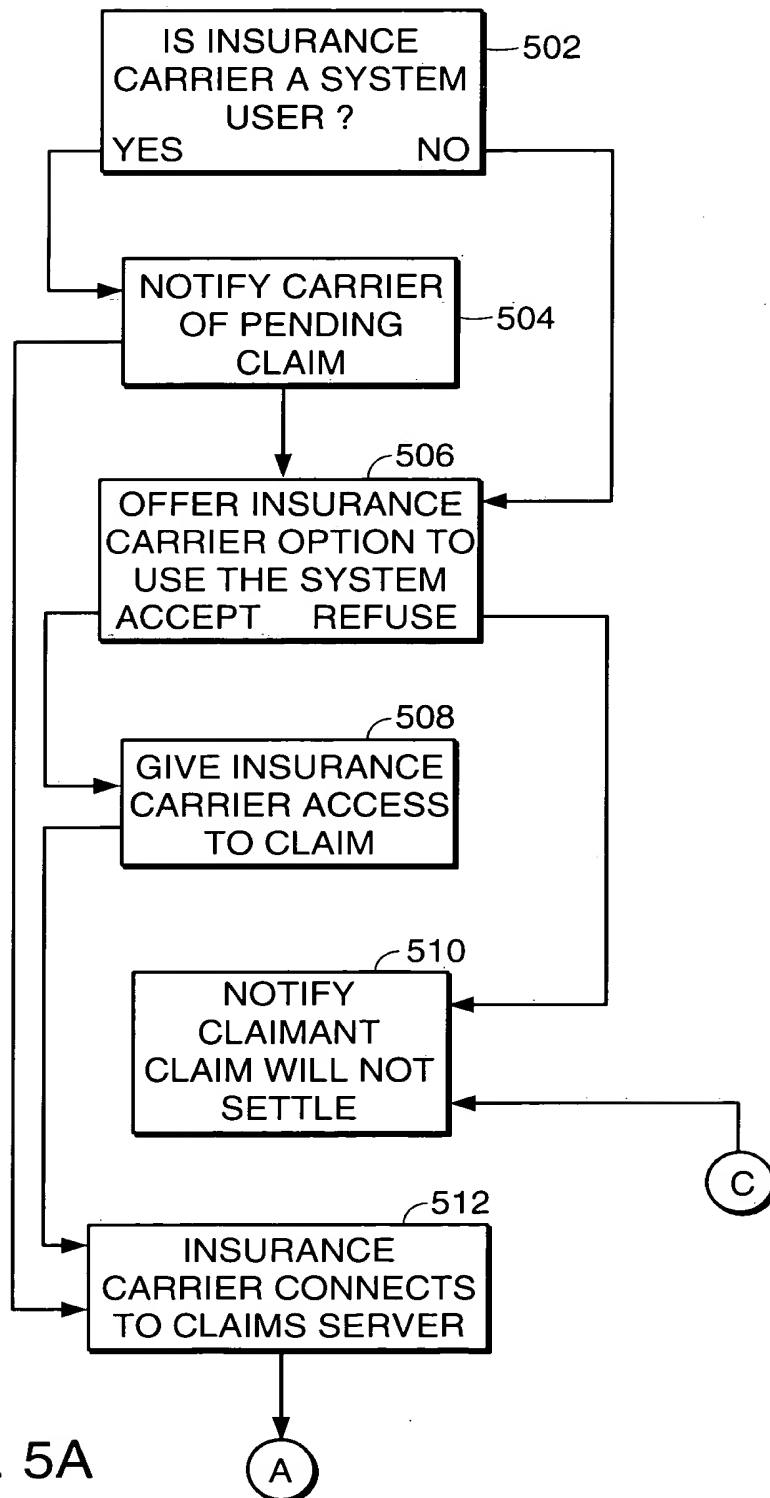 IS INSURANCE
CARRIER A SYSTEM
USER ?
YES NO
502
NOTIFY CARRIER
OF PENDING
CLAIM
504
506
OFFER INSURANCE
CARRIER OPTION TO
USE THE SYSTEM
ACCEPT REFUSE
508
GIVE INSURANCE
CARRIER ACCESS
TO CLAIM
510
NOTIFY
CLAIMANT
CLAIM WILL NOT
SETTLE
C
512
INSURANCE
CARRIER CONNECTS
TO CLAIMS SERVER
. 5A
A